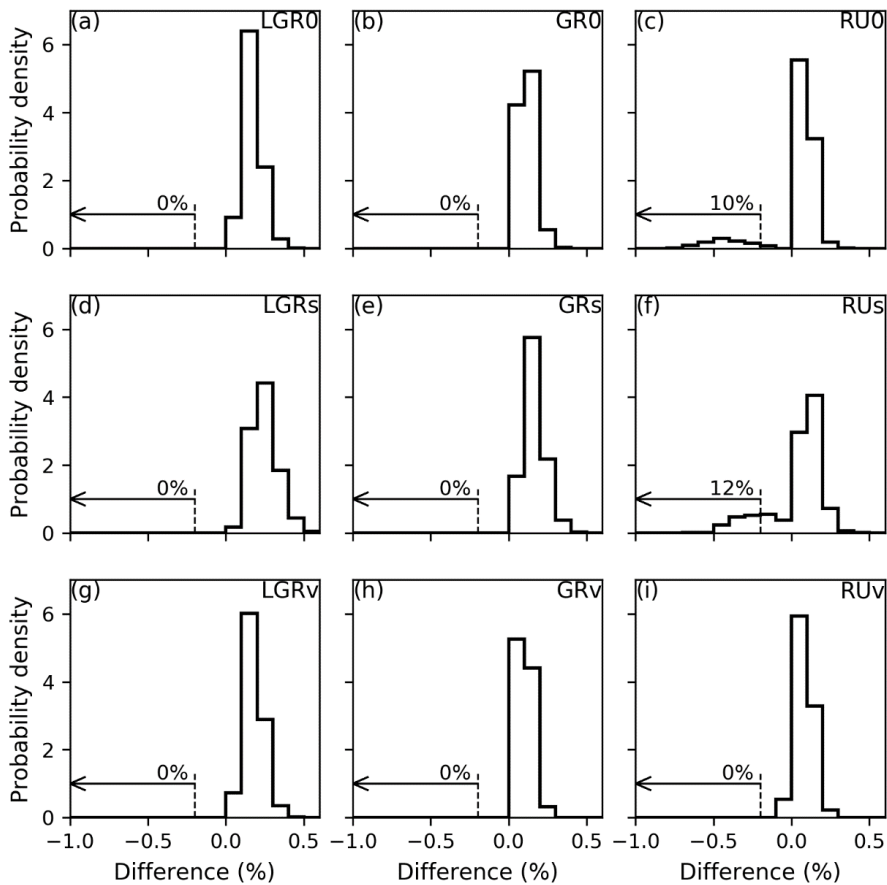 (a) LGR0 (b) GR0 (c) RU0
Probability density
6
4
2
0
0% 0% 10%
(d) LGRs (e) GRs (f) RUs
Probability density
6
4
2
0
0% 0% 12%
(g) LGRv (h) GRv (i) RUv
Probability density
6
4
2
0
0% 0% 0%
−1.0 −0.5 0.0 0.5 −1.0 −0.5 0.0 0.5 −1.0 −0.5 0.0 0.5
Difference (%) Difference (%) Difference (%)